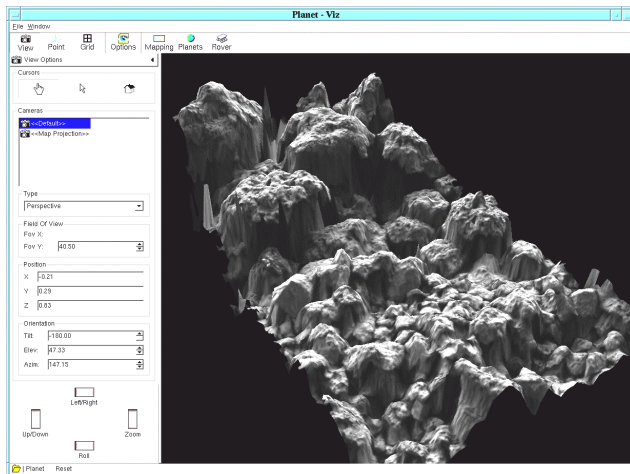 Planet - Viz
File Window
View Point Grid Options Mapping Planets Rover
View Options
Cursors
Cameras
<<Default>>
<<Map Projection>>
Type
Perspective
Field Of View
Fov X:
Fov Y: 40.50
Position
X -0.21
Y 0.29
Z 0.83
Orientation
Tilt: -180.00
Elev: 47.33
Azim: 147.15
Left/Right
Up/Down Zoom
Roll
Planet Reset